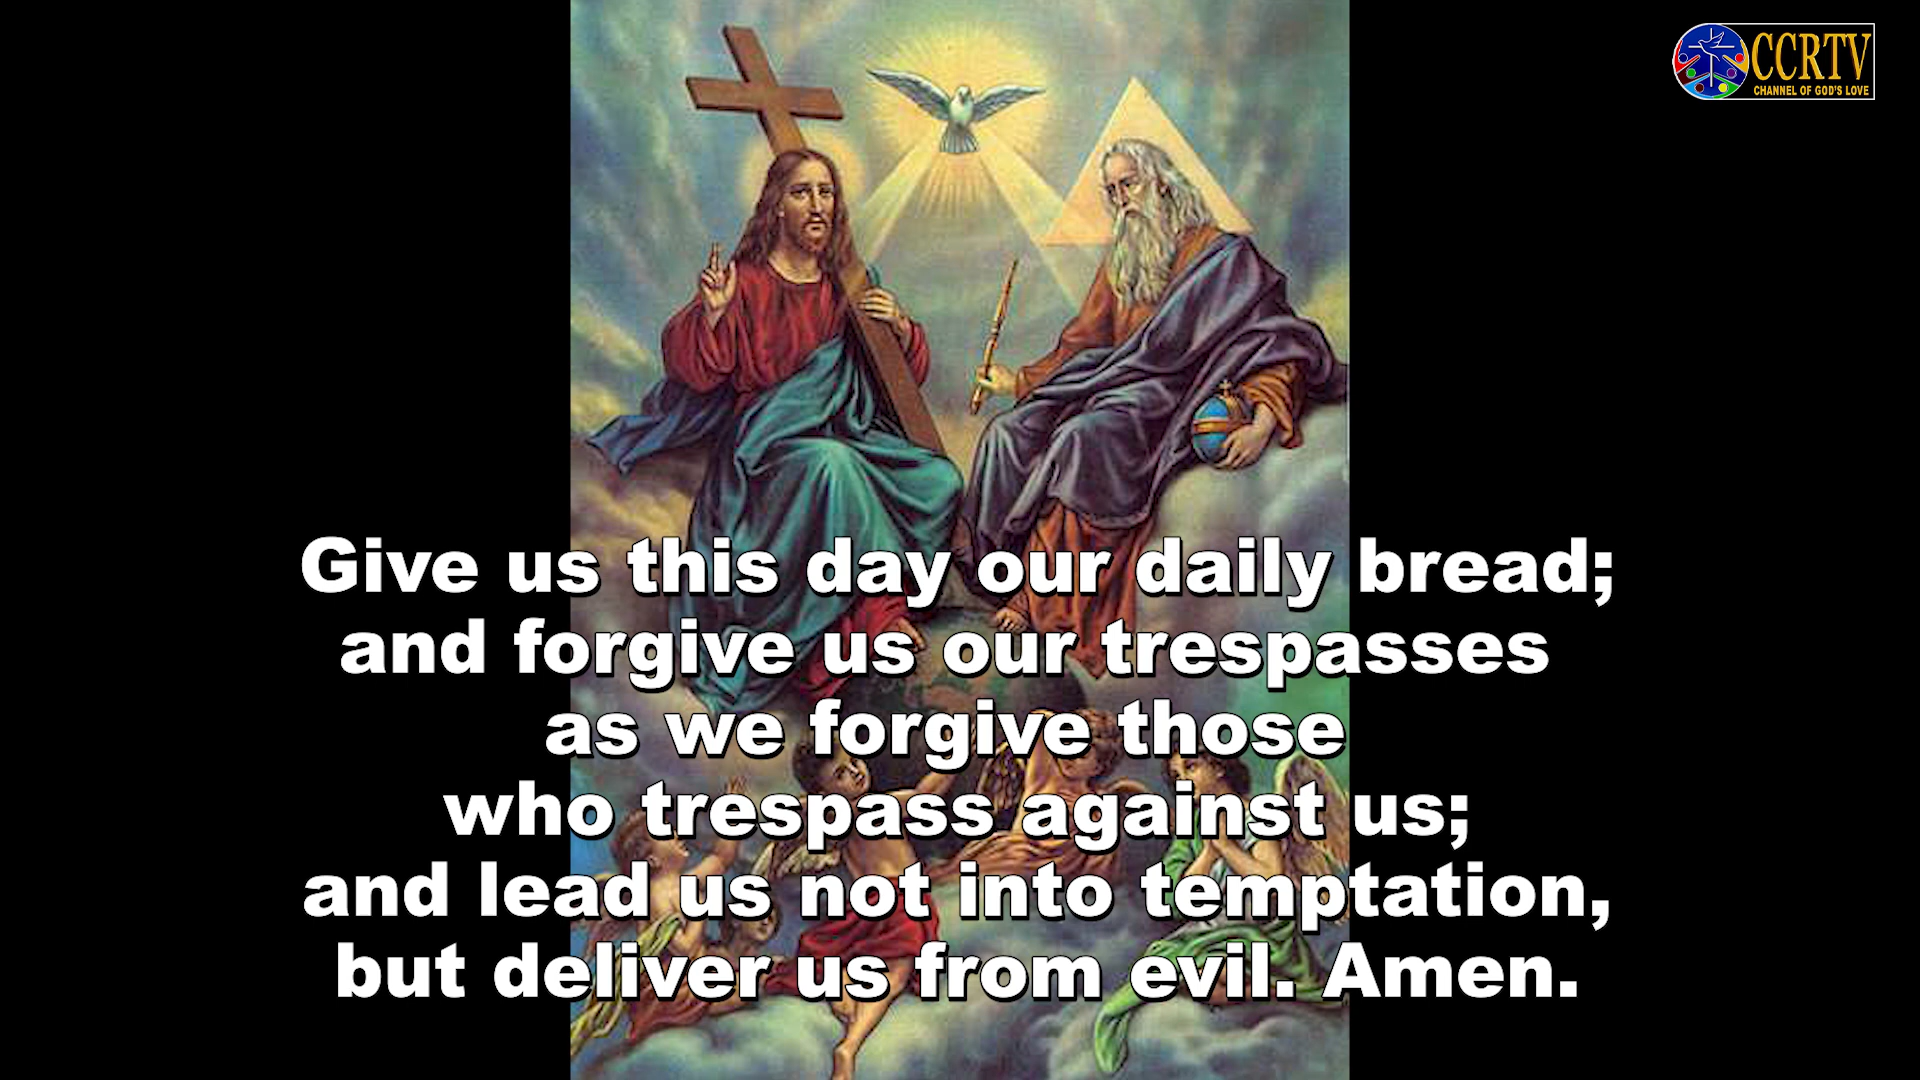 CCRTV
CHANNEL OF GOD'S LOVE
Give us this day our daily bread;
and forgive us our trespasses
as we forgive those
who trespass against us;
and lead us not into temptation,
but deliver us from evil. Amen.